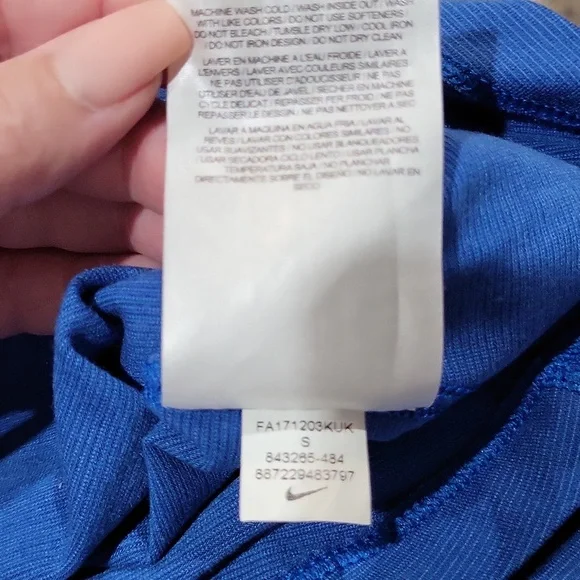 MACHINE WASH COLD / WASH INSIDE OUT / WASH
WITH LIKE COLORS / DO NOT USE SOFTENERS /
DO NOT BLEACH / TUMBLE DRY LOW / COOL IRON
/ DO NOT IRON DESIGN / DO NOT DRY CLEAN
LAVER EN MACHINE A L'EAU FROIDE / LAVER A
L'ENVERS / LAVER AVEC COULEURS SIMILAIRES
/ NE PAS UTILISER D'ADOUCISSEUR / NE PAS
UTILISER D'EAU DE JAVEL / SECHER EN MACHINE
CYCLE DELICAT / REPASSER FER FROID / NE PAS
REPASSER LE DESIGN / NE PAS NETTOYER A SEC
LAVAR A MAQUINA EN AGUA FRIA / LAVAR AL
REVES / LAVAR CON COLORES SIMILARES / NO
USAR SUAVIZANTES / NO USAR BLANQUEADORES
/ USAR SECADORA CICLO LENTO / USAR A
TEMPERATURA BAJA / NO PLANCHAR
DIRECTAMENTE SOBRE EL DISENO / NO LAVAR EN
SECO
FA171203KUK
S
843265-484
887229483797